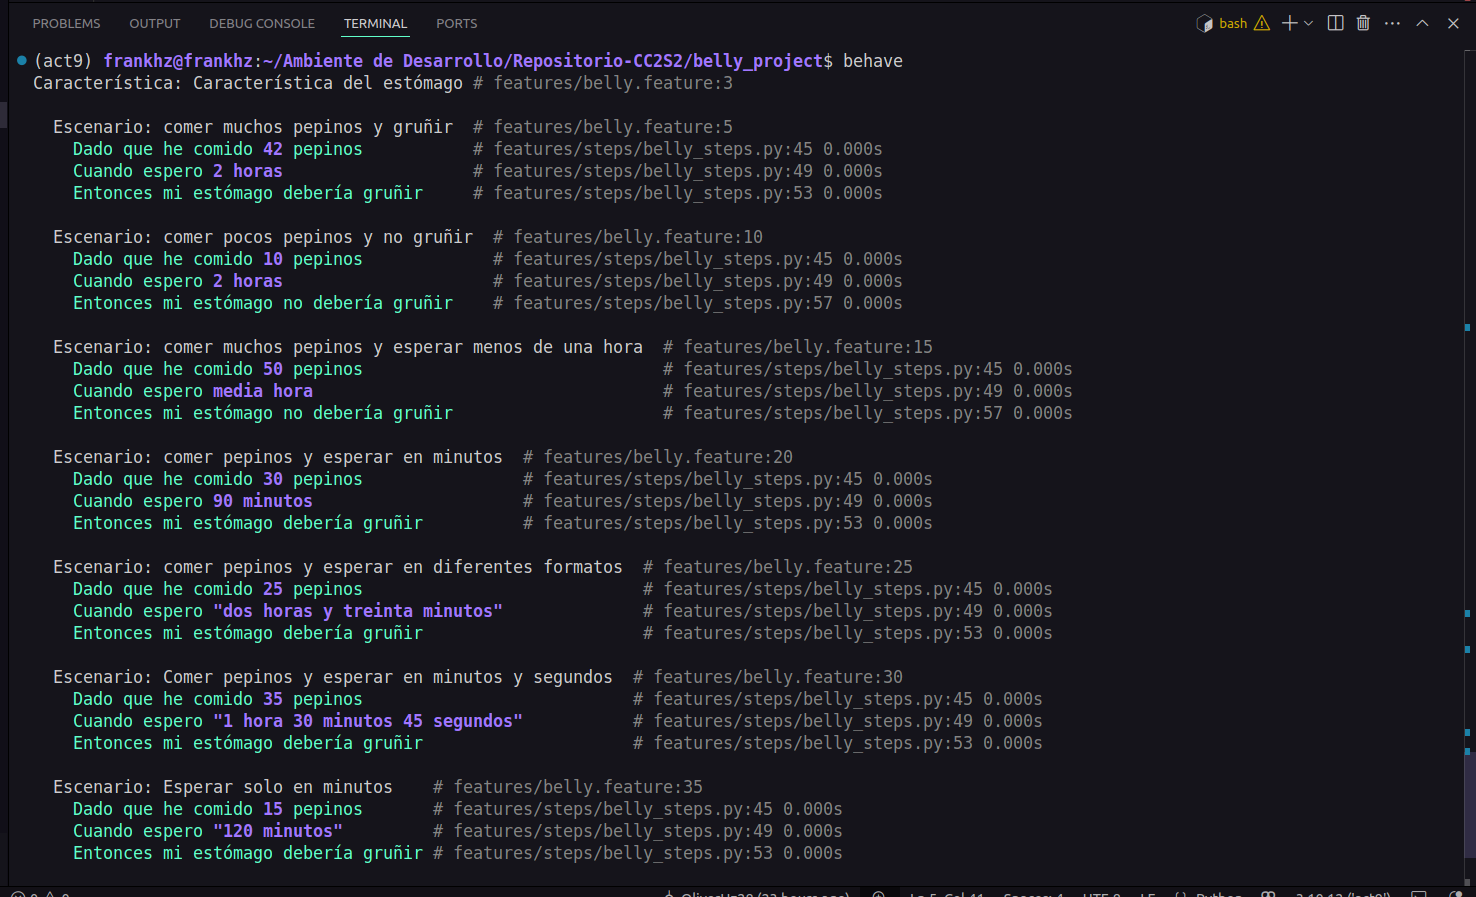 PROBLEMS OUTPUT DEBUG CONSOLE TERMINAL PORTS bash
(act9) frankhz@frankhz:~/Ambiente de Desarrollo/Repositorio-CC2S2/belly_project$ behave
Característica: Característica del estómago # features/belly.feature:3
Escenario: comer muchos pepinos y gruñir # features/belly.feature:5
Dado que he comido 42 pepinos # features/steps/belly_steps.py:45 0.000s
Cuando espero 2 horas # features/steps/belly_steps.py:49 0.000s
Entonces mi estómago debería gruñir # features/steps/belly_steps.py:53 0.000s
Escenario: comer pocos pepinos y no gruñir # features/belly.feature:10
Dado que he comido 10 pepinos # features/steps/belly_steps.py:45 0.000s
Cuando espero 2 horas # features/steps/belly_steps.py:49 0.000s
Entonces mi estómago no debería gruñir # features/steps/belly_steps.py:57 0.000s
Escenario: comer muchos pepinos y esperar menos de una hora # features/belly.feature:15
Dado que he comido 50 pepinos # features/steps/belly_steps.py:45 0.000s
Cuando espero media hora # features/steps/belly_steps.py:49 0.000s
Entonces mi estómago no debería gruñir # features/steps/belly_steps.py:57 0.000s
Escenario: comer pepinos y esperar en minutos # features/belly.feature:20
Dado que he comido 30 pepinos # features/steps/belly_steps.py:45 0.000s
Cuando espero 90 minutos # features/steps/belly_steps.py:49 0.000s
Entonces mi estómago debería gruñir # features/steps/belly_steps.py:53 0.000s
Escenario: comer pepinos y esperar en diferentes formatos # features/belly.feature:25
Dado que he comido 25 pepinos # features/steps/belly_steps.py:45 0.000s
Cuando espero "dos horas y treinta minutos" # features/steps/belly_steps.py:49 0.000s
Entonces mi estómago debería gruñir # features/steps/belly_steps.py:53 0.000s
Escenario: Comer pepinos y esperar en minutos y segundos # features/belly.feature:30
Dado que he comido 35 pepinos # features/steps/belly_steps.py:45 0.000s
Cuando espero "1 hora 30 minutos 45 segundos" # features/steps/belly_steps.py:49 0.000s
Entonces mi estómago debería gruñir # features/steps/belly_steps.py:53 0.000s
Escenario: Esperar solo en minutos # features/belly.feature:35
Dado que he comido 15 pepinos # features/steps/belly_steps.py:45 0.000s
Cuando espero "120 minutos" # features/steps/belly_steps.py:49 0.000s
Entonces mi estómago debería gruñir # features/steps/belly_steps.py:53 0.000s